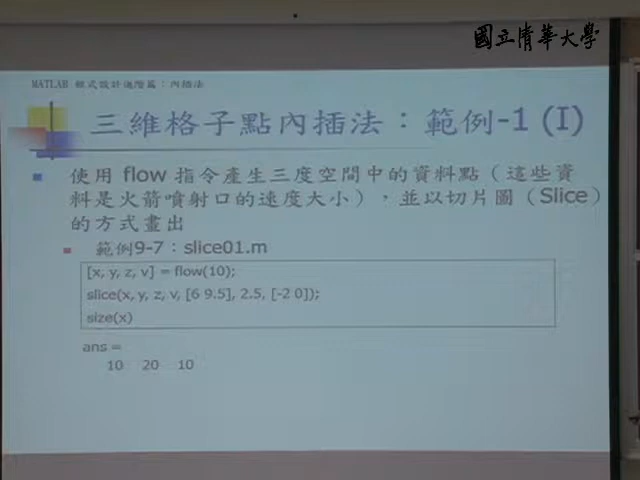 國立清華大學
MATLAB 程式設計進階篇：內插法
三維格子點內插法：範例-1 (I)
使用 flow 指令產生三度空間中的資料點（這些資
料是火箭噴射口的速度大小），並以切片圖（Slice）
的方式畫出
範例9-7：slice01.m
[x, y, z, v] = flow(10);
slice(x, y, z, v, [6 9.5], 2.5, [-2 0]);
size(x)
ans =
10 20 10